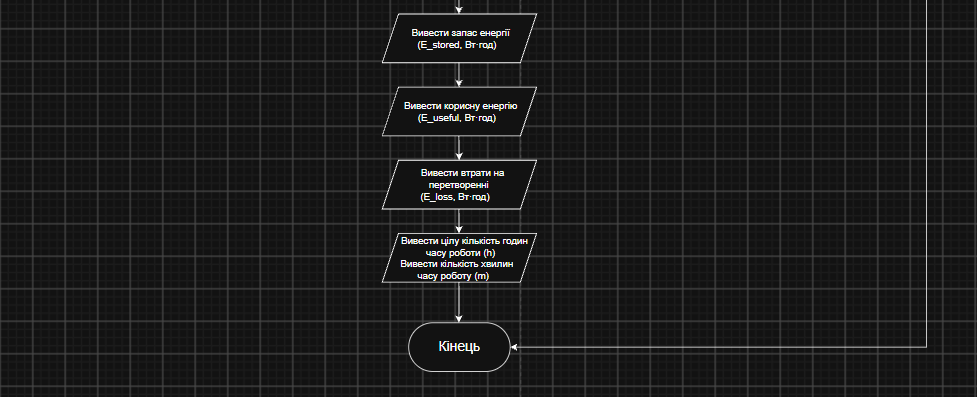 Вивести запас енергії
(E_stored, Вт·год)
Вивести корисну енергію
(E_useful, Вт·год)
Вивести втрати на
перетворенні
(E_loss, Вт·год)
Вивести цілу кількість годин
часу роботи (h)
Вивести кількість хвилин
часу роботу (m)
Кінець